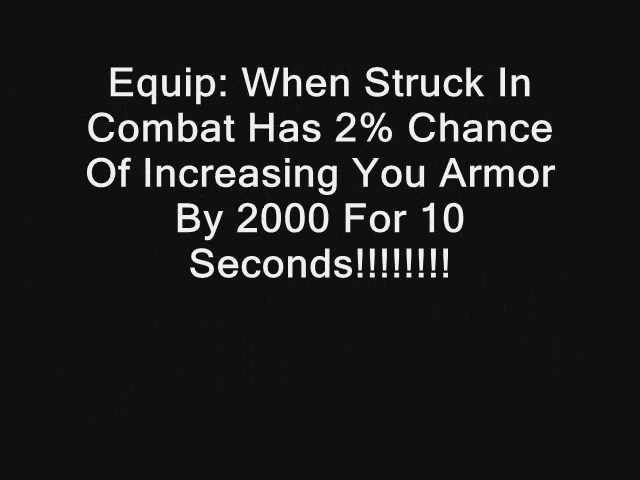 Equip: When Struck In
Combat Has 2% Chance
Of Increasing You Armor
By 2000 For 10
Seconds!!!!!!!!